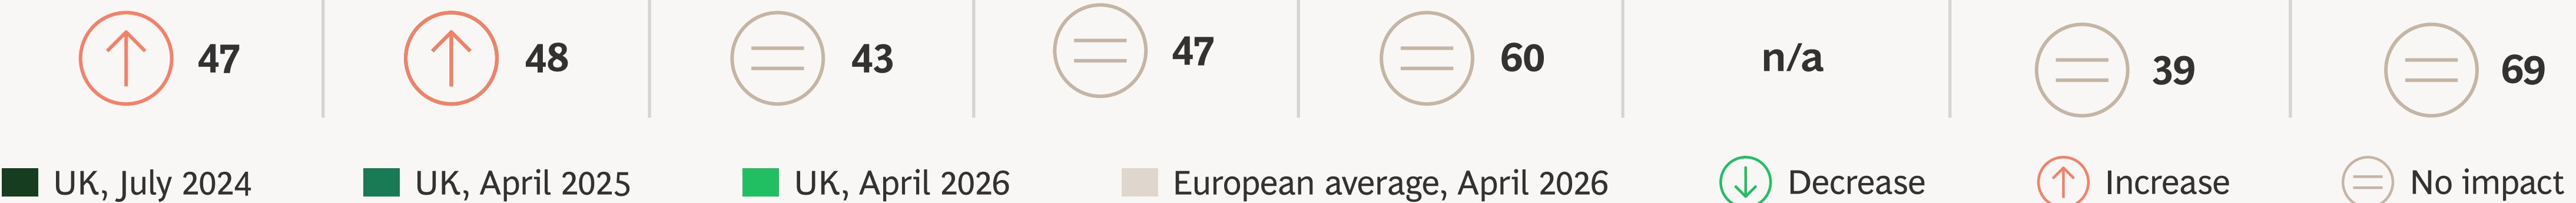 47 48 43 47 60 n/a 39 69
UK, July 2024 UK, April 2025 UK, April 2026 European average, April 2026 Decrease Increase No impact